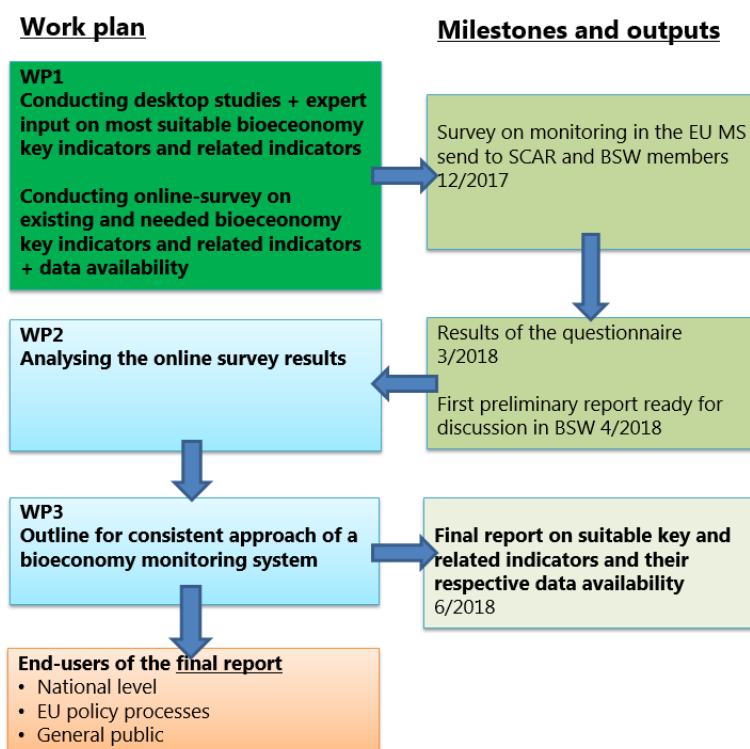 Work plan
WP1
Conducting desktop studies + expert
input on most suitable bioeceonomy
key indicators and related indicators
Conducting online-survey on
existing and needed bioeceonomy
key indicators and related indicators
+ data availability
WP2
Analysing the online survey results
WP3
Outline for consistent approach of a
bioeconomy monitoring system
End-users of the final report
• National level
• EU policy processes
• General public
Milestones and outputs
Survey on monitoring in the EU MS
send to SCAR and BSW members
12/2017
Results of the questionnaire
3/2018
First preliminary report ready for
discussion in BSW 4/2018
Final report on suitable key and
related indicators and their
respective data availability
6/2018